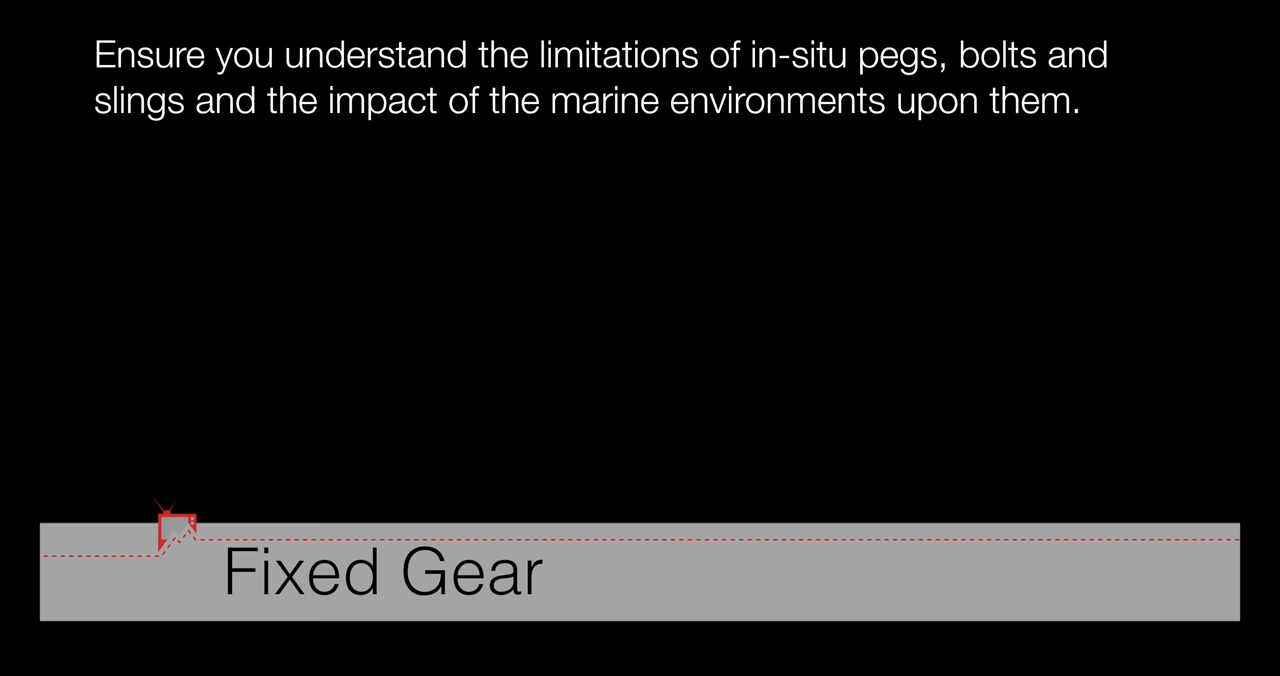 Ensure you understand the limitations of in-situ pegs, bolts and
slings and the impact of the marine environments upon them.
Fixed Gear